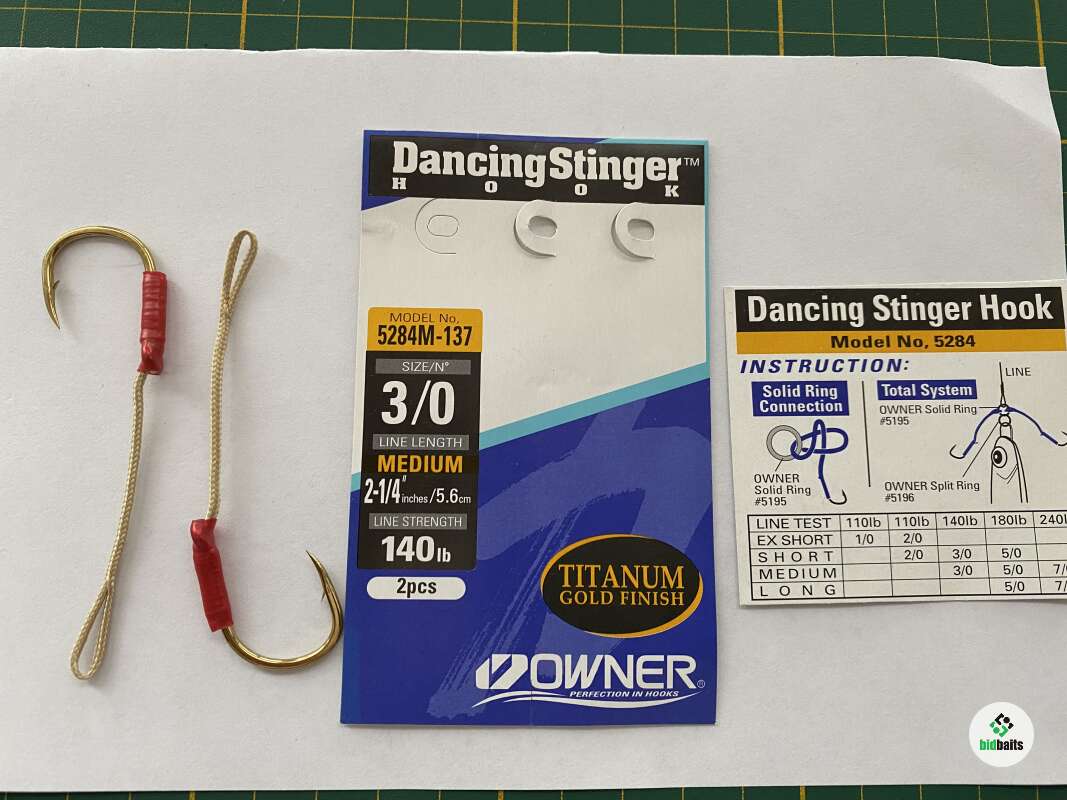 Dancing Stinger™
HOOK
MODEL No,
5284M-137
SIZE/N°
3/0
LINE LENGTH
MEDIUM
2-1/4" inches/5.6cm
LINE STRENGTH
140lb
2pcs
TITANUM
GOLD FINISH
OWNER®
PERFECTION IN HOOKS
Dancing Stinger Hook
Model No, 5284
INSTRUCTION:
Solid Ring
Connection
OWNER
Solid Ring
#5195
Total System
LINE
OWNER Solid Ring
#5195
OWNER Split Ring
#5196
LINE TEST 110lb 110lb 140lb 180lb
EX SHORT 1/0 2/0
SHORT 2/0 3/0 5/0
MEDIUM 3/0 5/0
LONG 5/0
bidbaits